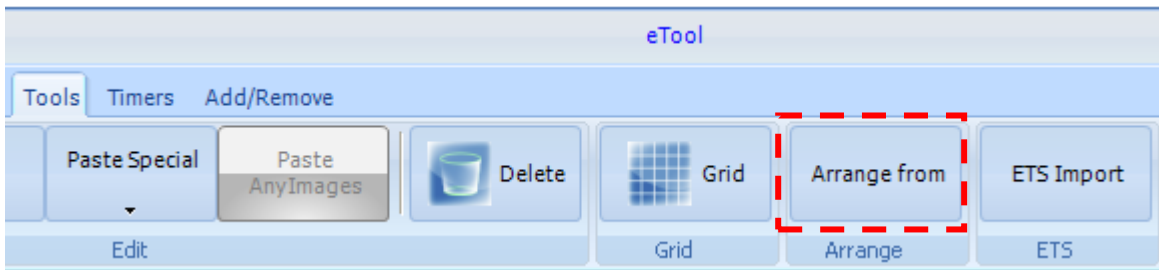 eTool
Tools Timers Add/Remove
Paste Special
Paste
AnyImages
Delete
Grid
Arrange from
ETS Import
Edit
Grid
Arrange
ETS